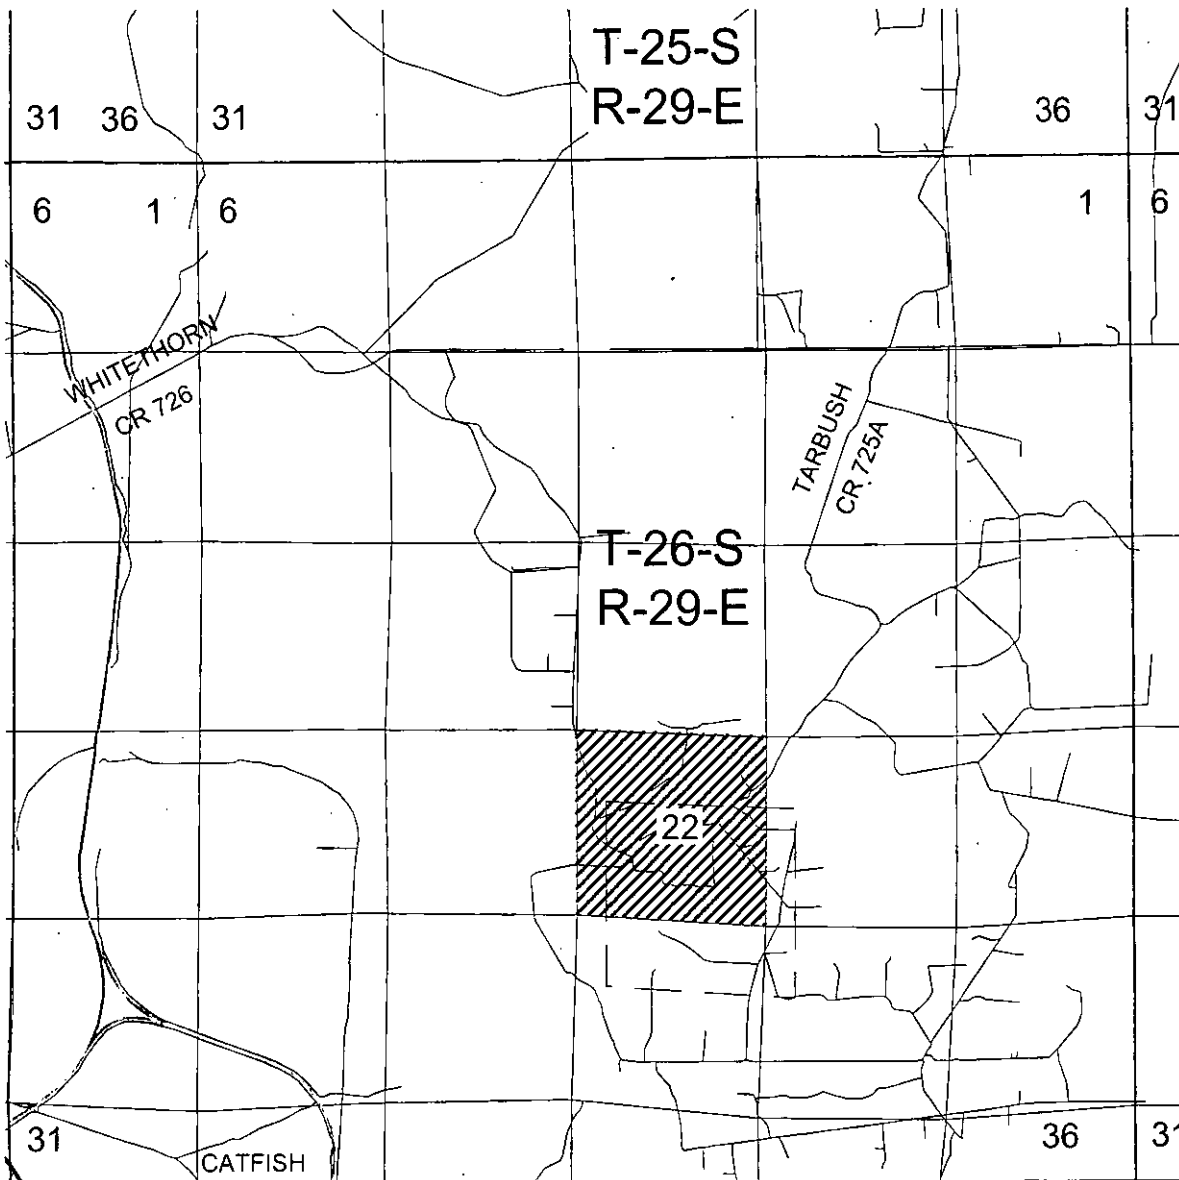 T-25-S
R-29-E
31 36 31 36 31
6 1 6 1 6
WHITETHORN
CR 726
TARBUSH
CR 725A
T-26-S
R-29-E
22
31 36 31
CATFISH